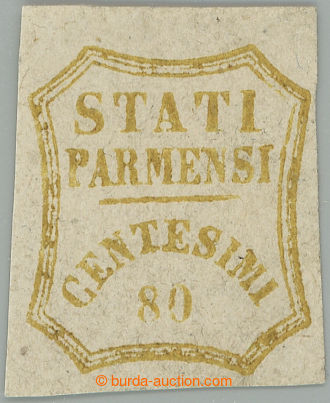 STATI
PARMENSI
CENTESIMI
80
© burda-auction.com